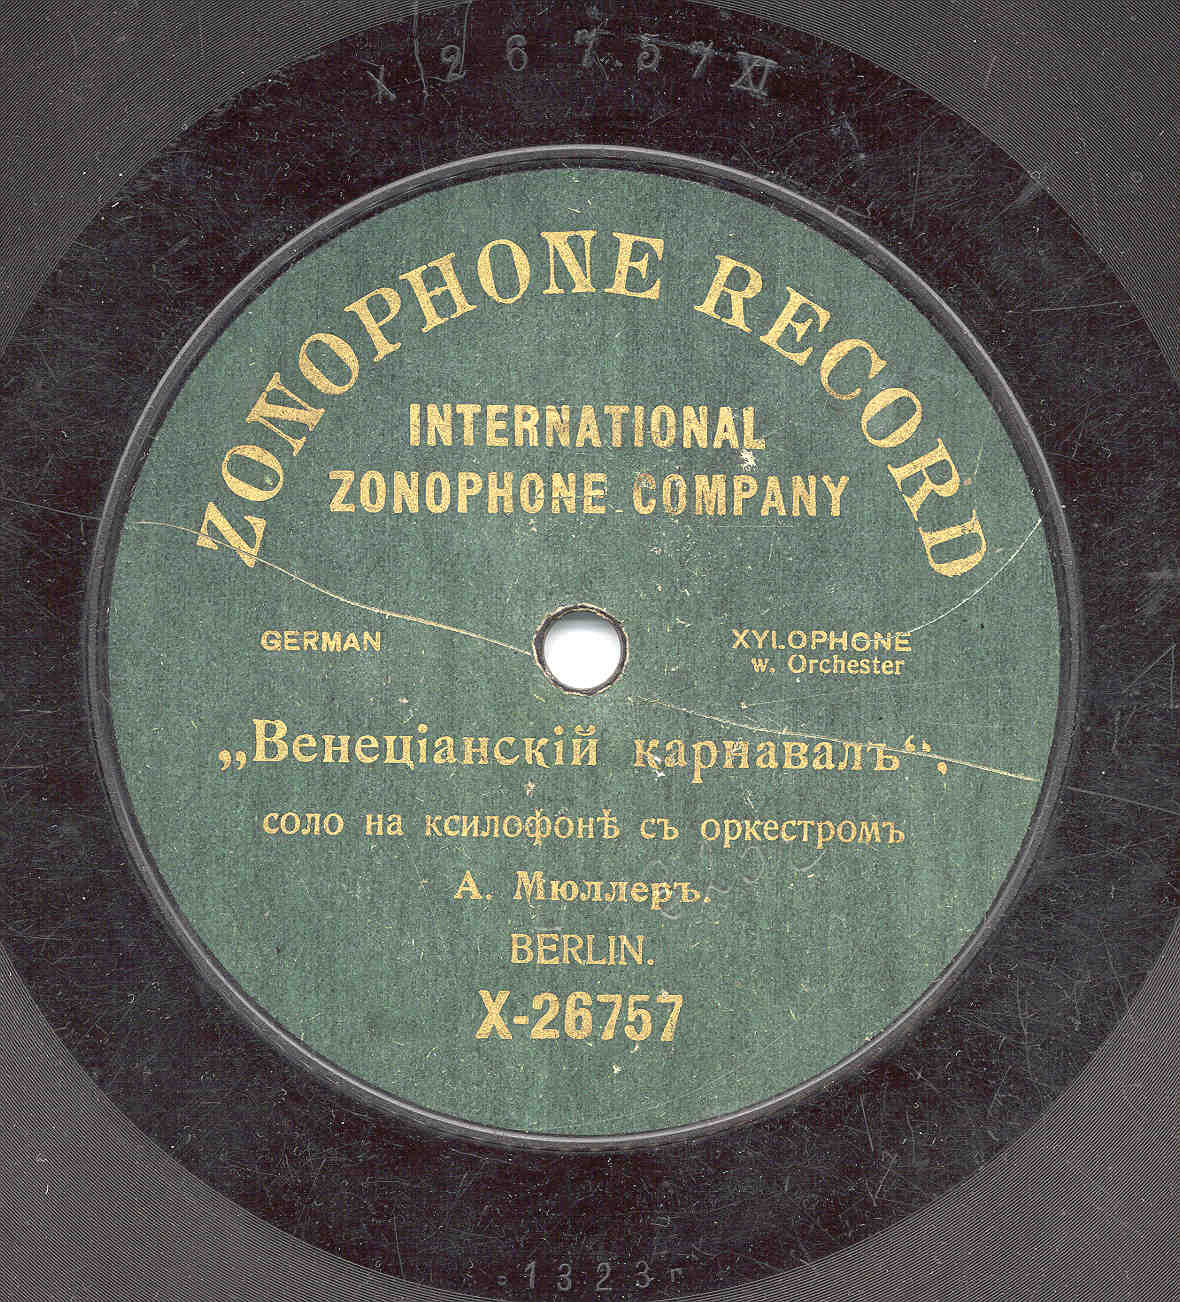 X 26757 XI
ZONOPHONE RECORD
INTERNATIONAL
ZONOPHONE COMPANY
GERMAN
XYLOPHONE
w. Orchester
„Венеціанскій карнавалъ“.
соло на ксилофонѣ съ оркестромъ
А. Мюллеръ.
BERLIN.
X-26757
1323r